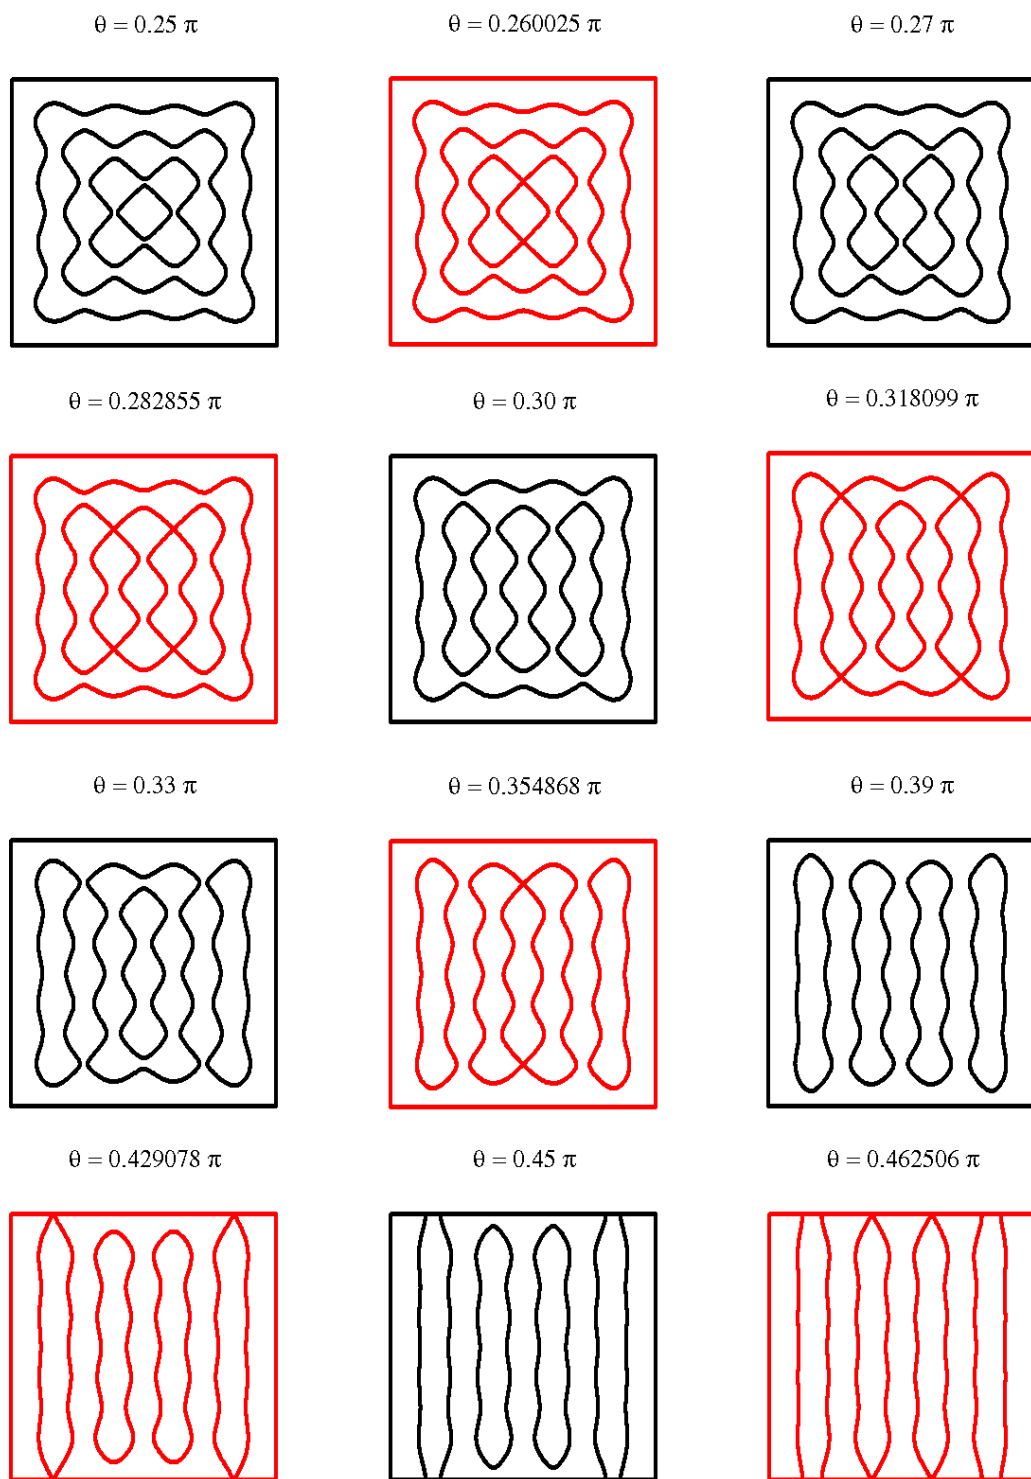 θ = 0.25 π
θ = 0.260025 π
θ = 0.27 π
θ = 0.282855 π
θ = 0.30 π
θ = 0.318099 π
θ = 0.33 π
θ = 0.354868 π
θ = 0.39 π
θ = 0.429078 π
θ = 0.45 π
θ = 0.462506 π